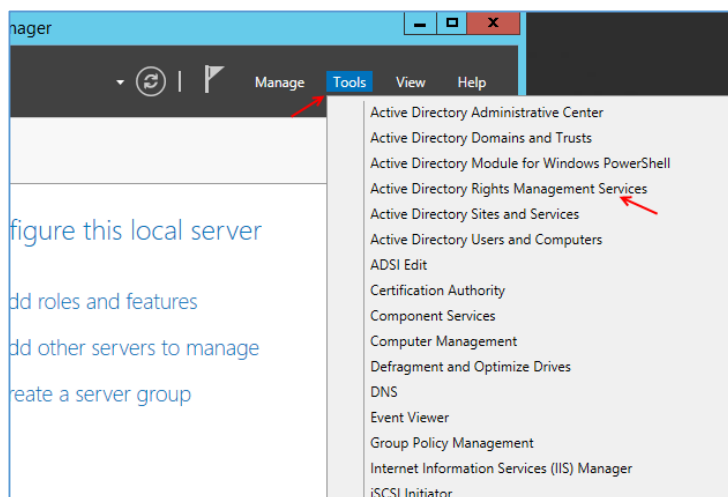 nager
Manage Tools View Help
Active Directory Administrative Center
Active Directory Domains and Trusts
Active Directory Module for Windows PowerShell
Active Directory Rights Management Services
Active Directory Sites and Services
Active Directory Users and Computers
ADSI Edit
Certification Authority
Component Services
Computer Management
Defragment and Optimize Drives
DNS
Event Viewer
Group Policy Management
Internet Information Services (IIS) Manager
iSCSI Initiator
figure this local server
dd roles and features
dd other servers to manage
reate a server group